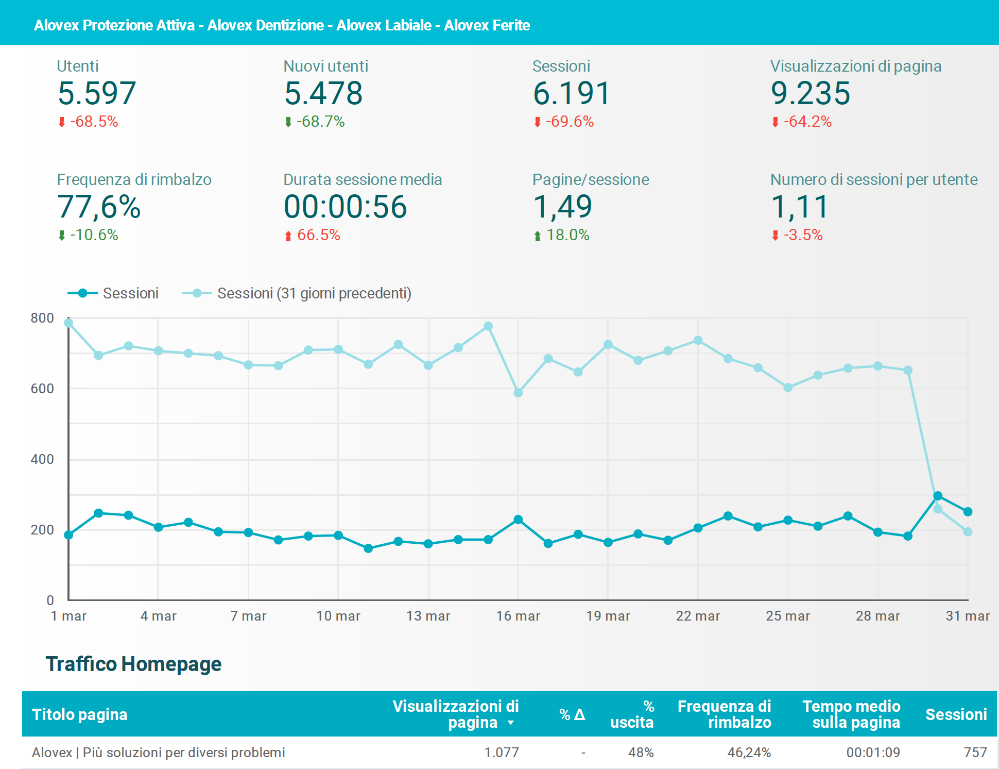 Alovex Protezione Attiva - Alovex Dentizione - Alovex Labiale - Alovex Ferite
Utenti Nuovi utenti Sessioni Visualizzazioni di pagina
5.597 5.478 6.191 9.235
-68.5% -68.7% -69.6% -64.2%
Frequenza di rimbalzo Durata sessione media Pagine/sessione Numero di sessioni per utente
77,6% 00:00:56 1,49 1,11
-10.6% 66.5% 18.0% -3.5%
Sessioni Sessioni (31 giorni precedenti)
800
600
400
200
0
1 mar 4 mar 7 mar 10 mar 13 mar 16 mar 19 mar 22 mar 25 mar 28 mar 31 mar
Traffico Homepage
Titolo pagina Visualizzazioni di pagina % Δ % uscita Frequenza di rimbalzo Tempo medio sulla pagina Sessioni
Alovex | Più soluzioni per diversi problemi 1.077 - 48% 46,24% 00:01:09 757